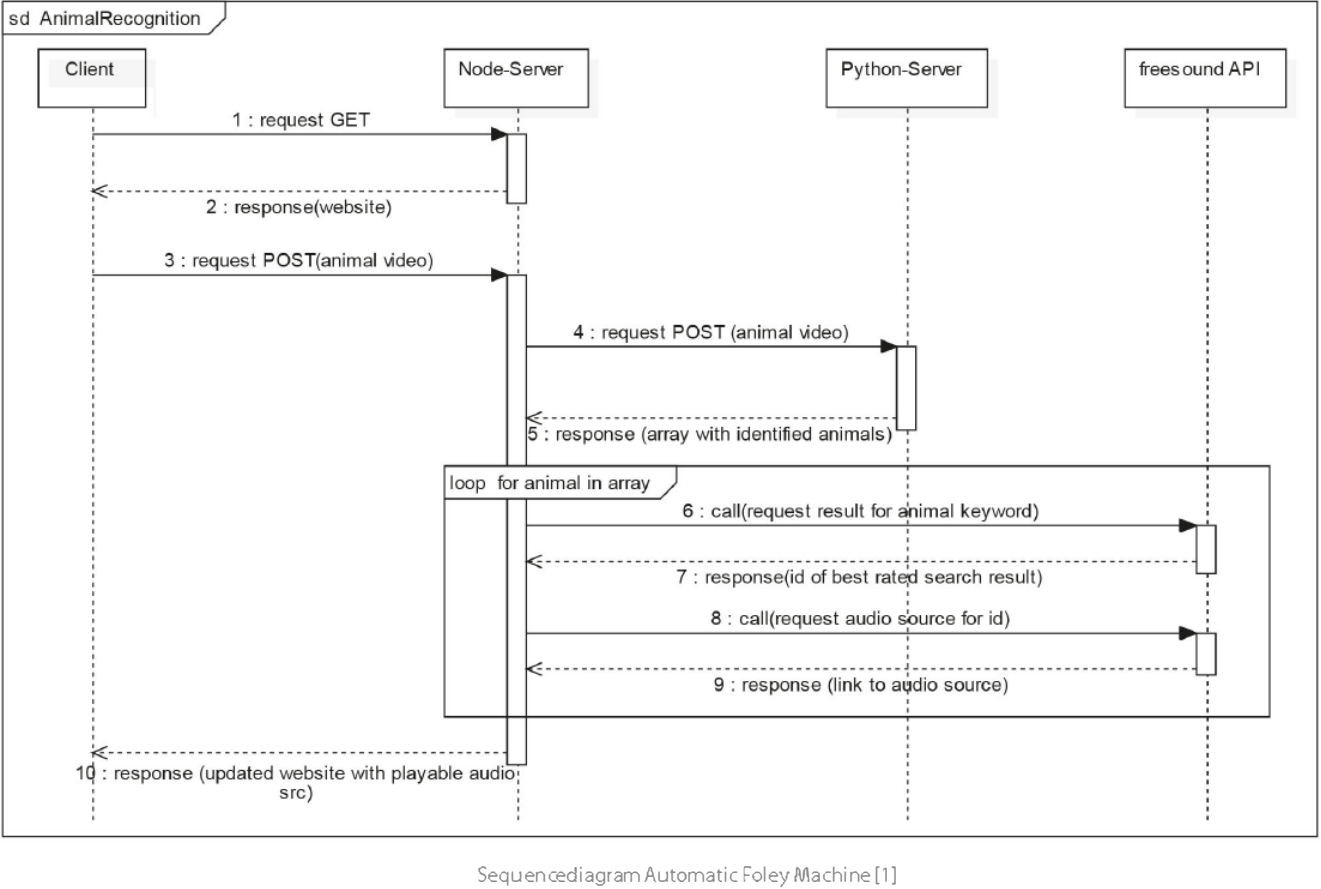 sd AnimalRecognition
Client
Node-Server
Python-Server
freesound API
1 : request GET
2 : response(website)
3 : request POST(animal video)
4 : request POST (animal video)
5 : response (array with identified animals)
loop for animal in array
6 : call(request result for animal keyword)
7 : response(id of best rated search result)
8 : call(request audio source for id)
9 : response (link to audio source)
10 : response (updated website with playable audio
src)
Sequencediagram Automatic Foley Machine [1]